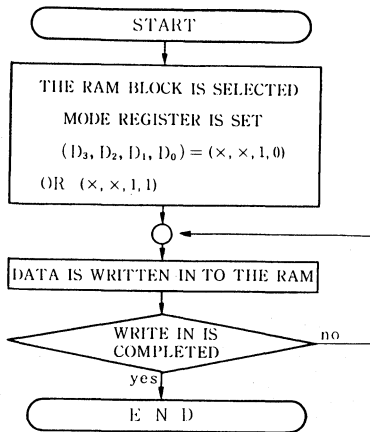 START
THE RAM BLOCK IS SELECTED
MODE REGISTER IS SET
(D₃, D₂, D₁, D₀) = (×, ×, 1, 0)
OR (×, ×, 1, 1)
DATA IS WRITTEN IN TO THE RAM
WRITE IN IS
COMPLETED
no
yes
E N D